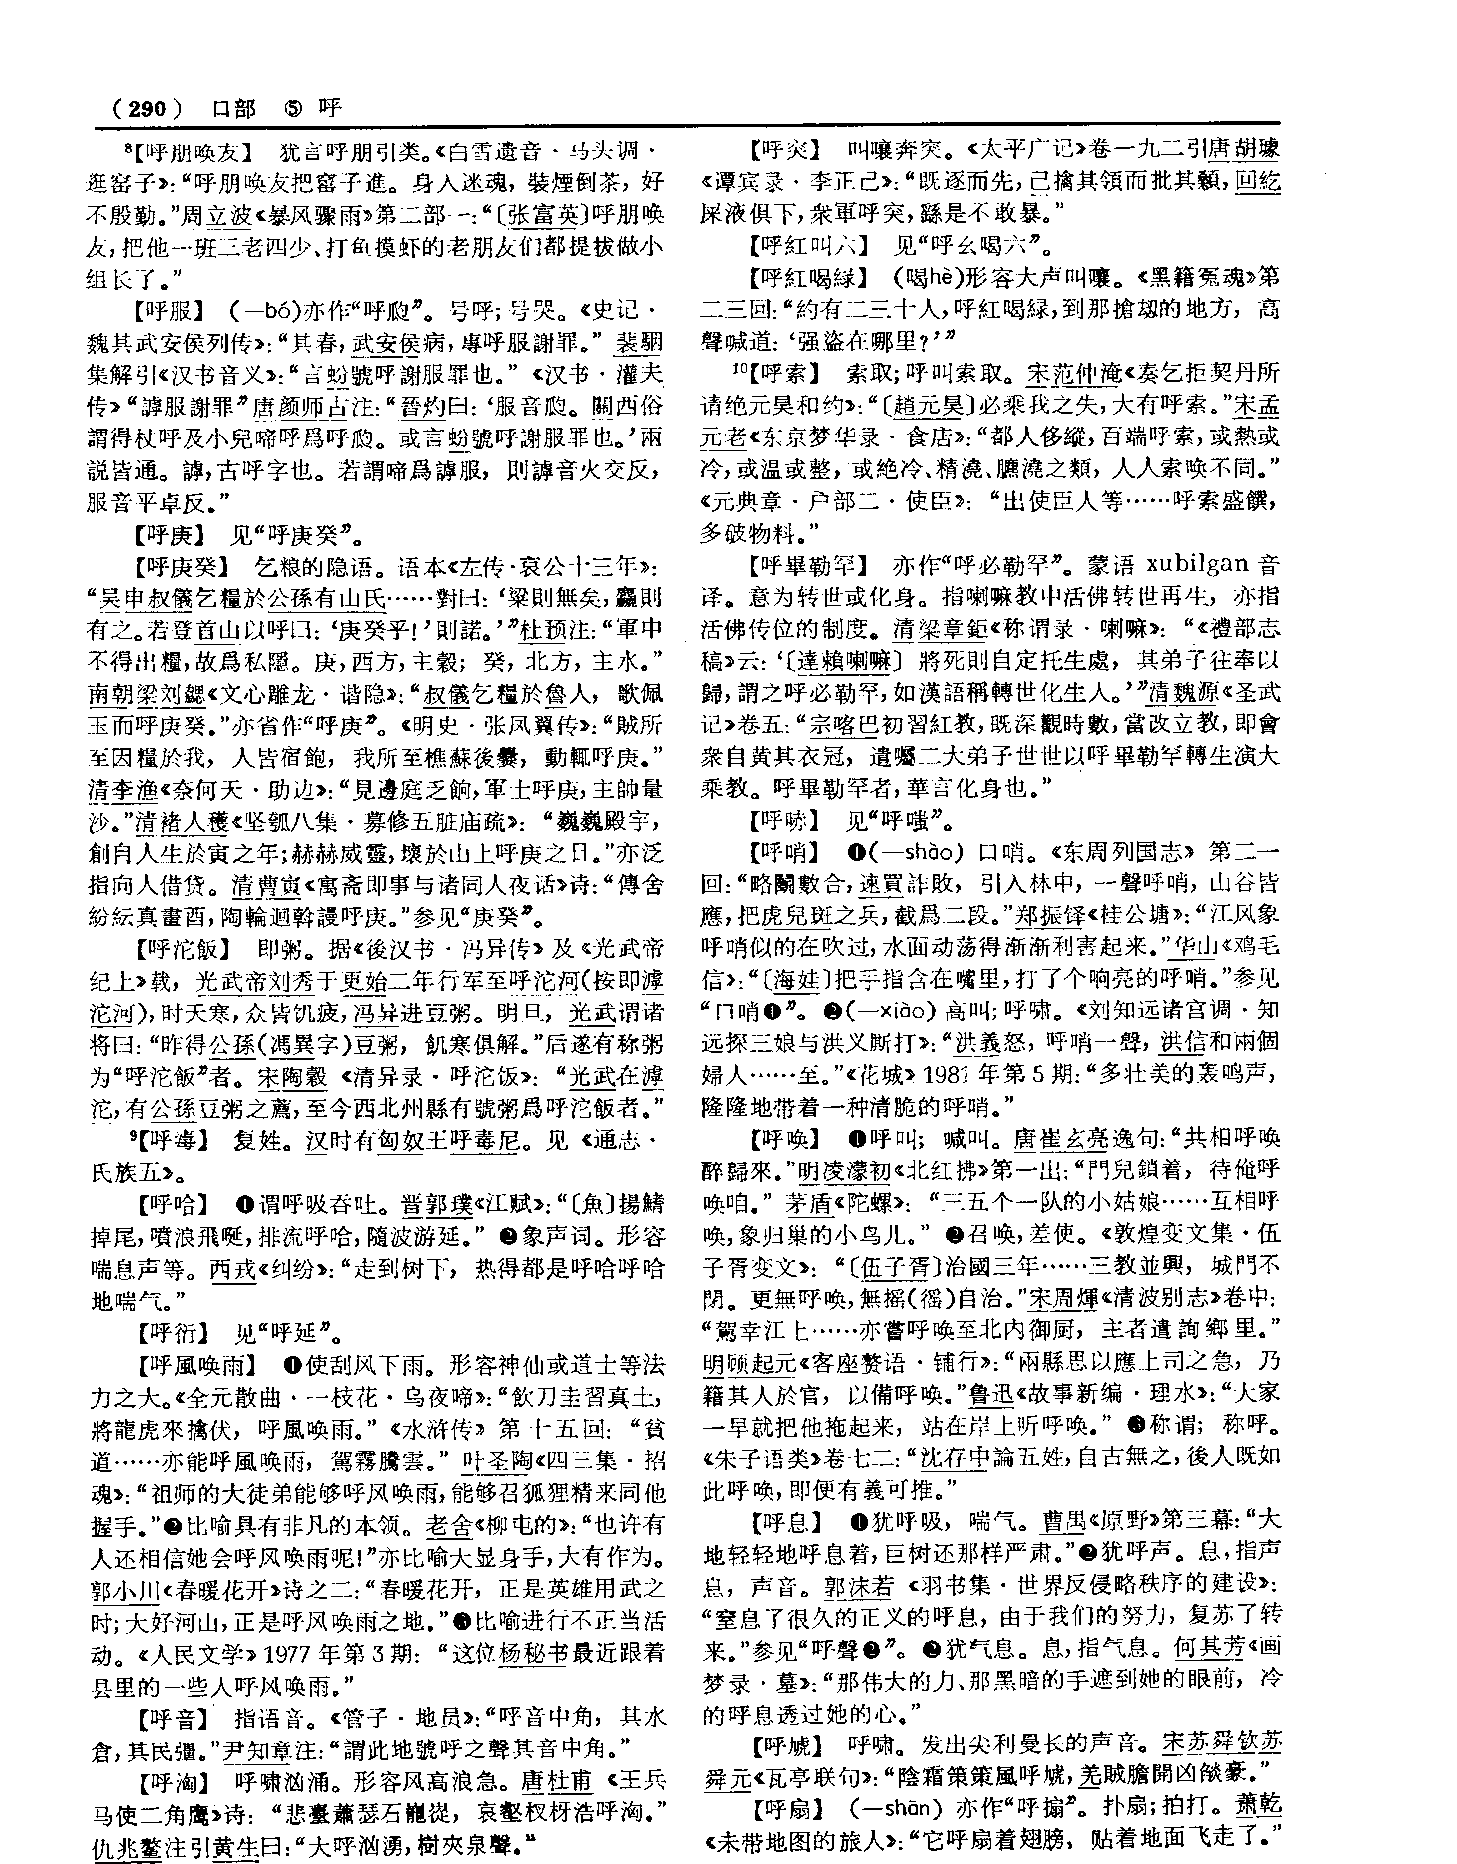 （290） 口部 ⑤ 呼
⁸【呼朋唤友】 犹言呼朋引类。《白雪遗音·马头调·
逛窑子》：“呼朋唤友把窑子進。身入迷魂，裝煙倒茶，好
不殷勤。”周立波《暴风骤雨》第二部一：“〔张富英〕呼朋唤
友，把他一班三老四少、打鱼摸虾的老朋友们都提拔做小
组长了。”
【呼服】 （—bó）亦作“呼㿺”。号呼；号哭。《史记·
魏其武安侯列传》：“其春，武安侯病，專呼服謝罪。”裴駰
集解引《汉书音义》：“言蚡號呼謝服罪也。”《汉书·灌夫
传》“謼服謝罪”唐颜师古注：“晉灼曰：‘服音㿺。關西俗
謂得杖呼及小兒啼呼爲呼㿺。或言蚡號呼謝服罪也。’兩
説皆通。謼，古呼字也。若謂啼爲謼服，則謼音火交反，
服音平卓反。”
【呼庚】 见“呼庚癸”。
【呼庚癸】 乞粮的隐语。语本《左传·哀公十三年》：
“吴申叔儀乞糧於公孫有山氏……對曰：‘粱則無矣，麤則
有之。若登首山以呼曰：‘庚癸乎！’則諾。’”杜预注：“軍中
不得出糧，故爲私隱。庚，西方，主穀；癸，北方，主水。”
南朝梁刘勰《文心雕龙·谐隐》：“叔儀乞糧於魯人，歌佩
玉而呼庚癸。”亦省作“呼庚”。《明史·张凤翼传》：“賊所
至因糧於我，人皆宿飽，我所至樵蘇後爨，動輒呼庚。”
清李渔《奈何天·助边》：“見邊庭乏餉，軍士呼庚，主帥量
沙。”清褚人穫《坚瓠八集·募修五脏庙疏》：“巍巍殿宇，
創自人生於寅之年；赫赫威靈，壞於山上呼庚之日。”亦泛
指向人借贷。清曹寅《寓斋即事与诸同人夜话》诗：“傳舍
紛紜真畫酉，陶輪迴斡謾呼庚。”参见“庚癸”。
【呼沱飯】 即粥。据《後汉书·冯异传》及《光武帝
纪上》载，光武帝刘秀于更始二年行军至呼沱河（按即滹
沱河），时天寒，众皆饥疲，冯异进豆粥。明旦，光武谓诸
将曰：“昨得公孫（馮異字）豆粥，飢寒俱解。”后遂有称粥
为“呼沱飯”者。宋陶穀《清异录·呼沱饭》：“光武在滹
沱，有公孫豆粥之薦，至今西北州縣有號粥爲呼沱飯者。”
⁹【呼毒】 复姓。汉时有匈奴王呼毒尼。见《通志·
氏族五》。
【呼哈】 ❶谓呼吸吞吐。晋郭璞《江赋》：“〔魚〕揚鰭
掉尾，噴浪飛唌，排流呼哈，隨波游延。”❷象声词。形容
喘息声等。西戎《纠纷》：“走到树下，热得都是呼哈呼哈
地喘气。”
【呼衍】 见“呼延”。
【呼風唤雨】 ❶使刮风下雨。形容神仙或道士等法
力之大。《全元散曲·一枝花·乌夜啼》：“飲刀圭習真土，
將龍虎來擒伏，呼風唤雨。”《水浒传》第十五回：“貧
道……亦能呼風唤雨，駕霧騰雲。”叶圣陶《四三集·招
魂》：“祖师的大徒弟能够呼风唤雨，能够召狐狸精来同他
握手。”❷比喻具有非凡的本领。老舍《柳屯的》：“也许有
人还相信她会呼风唤雨呢！”亦比喻大显身手，大有作为。
郭小川《春暖花开》诗之二：“春暖花开，正是英雄用武之
时；大好河山，正是呼风唤雨之地。”❸比喻进行不正当活
动。《人民文学》1977年第3期：“这位杨秘书最近跟着
县里的一些人呼风唤雨。”
【呼音】 指语音。《管子·地员》：“呼音中角，其水
倉，其民彊。”尹知章注：“謂此地號呼之聲其音中角。”
【呼洶】 呼啸汹涌。形容风高浪急。唐杜甫《王兵
马使二角鹰》诗：“悲臺蕭瑟石巃嵸，哀壑杈枒浩呼洶。”
仇兆鳌注引黄生曰：“大呼汹湧，樹夾泉聲。”
【呼突】 叫嚷奔突。《太平广记》卷一九二引唐胡璩
《谭宾录·李正己》：“既逐而先，已擒其領而批其顙，回紇
屎液俱下，衆軍呼突，繇是不敢暴。”
【呼紅叫六】 见“呼幺喝六”。
【呼紅喝緑】 （喝hè）形容大声叫嚷。《黑籍冤魂》第
二三回：“約有二三十人，呼紅喝緑，到那搶劫的地方，高
聲喊道：‘强盜在哪里？’”
¹⁰【呼索】 索取；呼叫索取。宋范仲淹《奏乞拒契丹所
请绝元昊和约》：“〔趙元昊〕必乘我之失，大有呼索。”宋孟
元老《东京梦华录·食店》：“都人侈縱，百端呼索，或熱或
冷，或温或整，或絶冷、精澆、臕澆之類，人人索唤不同。”
《元典章·户部二·使臣》：“出使臣人等……呼索盛饌，
多破物料。”
【呼畢勒罕】 亦作“呼必勒罕”。蒙语 xubilgan 音
译。意为转世或化身。指喇嘛教中活佛转世再生，亦指
活佛传位的制度。清梁章鉅《称谓录·喇嘛》：“《禮部志
稿》云：‘〔達賴喇嘛〕將死則自定托生處，其弟子往奉以
歸，謂之呼必勒罕，如漢語稱轉世化生人。’”清魏源《圣武
记》卷五：“宗喀巴初習紅教，既深觀時數，當改立教，即會
衆自黄其衣冠，遺囑二大弟子世世以呼畢勒罕轉生演大
乘教。呼畢勒罕者，華言化身也。”
【呼哧】 见“呼嗤”。
【呼哨】 ❶（—shào）口哨。《东周列国志》第二一
回：“略鬭數合，速買詐敗，引入林中，一聲呼哨，山谷皆
應，把虎兒斑之兵，截爲二段。”郑振铎《桂公塘》：“江风象
呼哨似的在吹过，水面动荡得渐渐利害起来。”华山《鸡毛
信》：“〔海娃〕把手指含在嘴里，打了个响亮的呼哨。”参见
“口哨❶”。❷（—xiào）高叫；呼啸。《刘知远诸宫调·知
远探三娘与洪义厮打》：“洪義怒，呼哨一聲，洪信和兩個
婦人……至。”《花城》1981年第5期：“多壮美的轰鸣声，
隆隆地带着一种清脆的呼哨。”
【呼唤】 ❶呼叫；喊叫。唐崔玄亮逸句：“共相呼唤
醉歸來。”明凌濛初《北红拂》第一出：“門兒鎖着，待俺呼
唤咱。”茅盾《陀螺》：“三五个一队的小姑娘……互相呼
唤，象归巢的小鸟儿。”❷召唤，差使。《敦煌变文集·伍
子胥变文》：“〔伍子胥〕治國三年……三教並興，城門不
閉。更無呼唤，無摇（徭）自治。”宋周煇《清波别志》卷中：
“駕幸江上……亦嘗呼唤至北内御厨，主者遣詢鄉里。”
明顾起元《客座赘语·铺行》：“兩縣思以應上司之急，乃
籍其人於官，以備呼唤。”鲁迅《故事新编·理水》：“大家
一早就把他拖起来，站在岸上听呼唤。”❸称谓；称呼。
《朱子语类》卷七二：“沈存中論五姓，自古無之，後人既如
此呼唤，即便有義可推。”
【呼息】 ❶犹呼吸，喘气。曹禺《原野》第三幕：“大
地轻轻地呼息着，巨树还那样严肃。”❷犹呼声。息，指声
息，声音。郭沫若《羽书集·世界反侵略秩序的建设》：
“窒息了很久的正义的呼息，由于我们的努力，复苏了转
来。”参见“呼聲❷”。❸犹气息。息，指气息。何其芳《画
梦录·墓》：“那伟大的力、那黑暗的手遮到她的眼前，冷
的呼息透过她的心。”
【呼虓】 呼啸。发出尖利曼长的声音。宋苏舜钦苏
舜元《瓦亭联句》：“陰霜策策風呼虓，羌賊膽開凶燄豪。”
【呼扇】 （—shān）亦作“呼搧”。扑扇；拍打。萧乾
《未带地图的旅人》：“它呼扇着翅膀，贴着地面飞走了。”